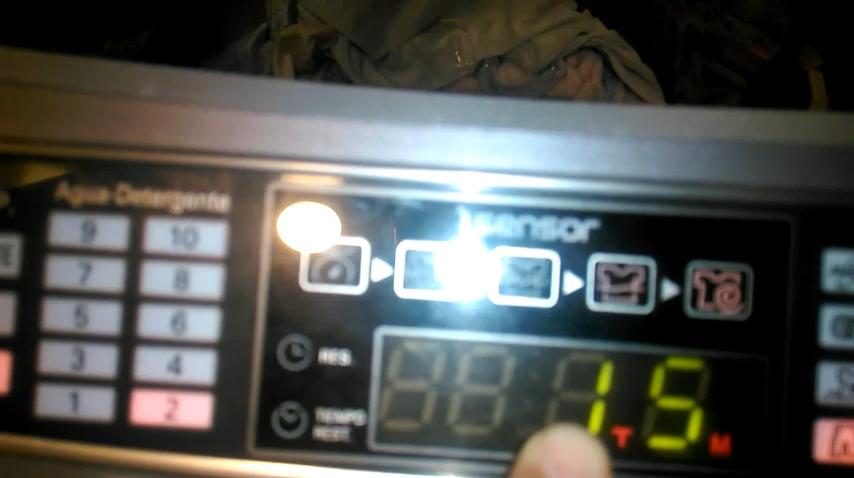 Agua-Detergente
9 10
7 8
5 6
3 4
1 2
sensor
RES.
TEMPO
REST.
15
T M